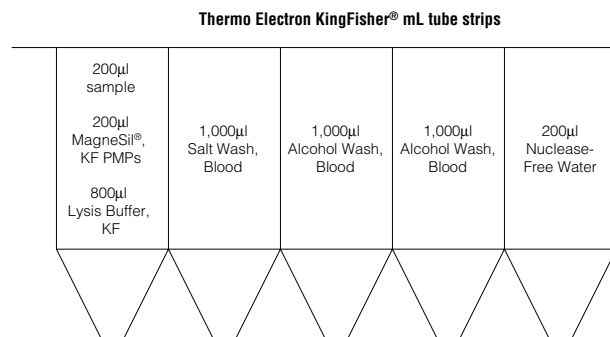 Thermo Electron KingFisher® mL tube strips
200µl
sample
200µl
MagneSil®,
KF PMPs
800µl
Lysis Buffer,
KF
1,000µl
Salt Wash,
Blood
1,000µl
Alcohol Wash,
Blood
1,000µl
Alcohol Wash,
Blood
200µl
Nuclease-
Free Water